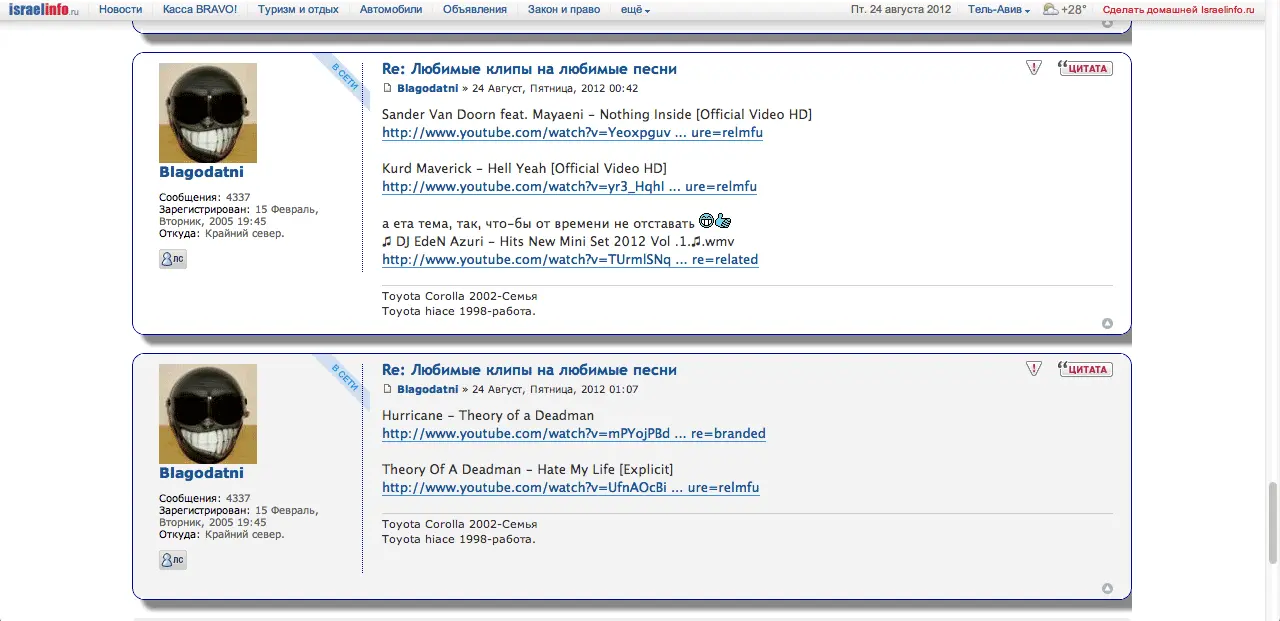 israelinfo.ru Новости Касса BRAVO! Туризм и отдых Автомобили Объявления Закон и право ещё Пт. 24 августа 2012 Тель-Авив +28° Сделать домашней Israelinfo.ru
В СЕТИ
Re: Любимые клипы на любимые песни
ЦИТАТА
Blagodatni » 24 Август, Пятница, 2012 00:42
Blagodatni
Сообщения: 4337
Зарегистрирован: 15 Февраль,
Вторник, 2005 19:45
Откуда: Крайний север.
лс
Sander Van Doorn feat. Mayaeni - Nothing Inside [Official Video HD]
http://www.youtube.com/watch?v=Yeoxpguv ... ure=relmfu
Kurd Maverick - Hell Yeah [Official Video HD]
http://www.youtube.com/watch?v=yr3_Hqhl ... ure=relmfu
а ета тема, так, что-бы от времени не отставать
♫ DJ EdeN Azuri - Hits New Mini Set 2012 Vol .1.♫.wmv
http://www.youtube.com/watch?v=TUrmlSNq ... re=related
Toyota Corolla 2002-Семья
Toyota hiace 1998-работа.
В СЕТИ
Re: Любимые клипы на любимые песни
ЦИТАТА
Blagodatni » 24 Август, Пятница, 2012 01:07
Blagodatni
Сообщения: 4337
Зарегистрирован: 15 Февраль,
Вторник, 2005 19:45
Откуда: Крайний север.
лс
Hurricane - Theory of a Deadman
http://www.youtube.com/watch?v=mPYojPBd ... re=branded
Theory Of A Deadman - Hate My Life [Explicit]
http://www.youtube.com/watch?v=UfnAOcBi ... ure=relmfu
Toyota Corolla 2002-Семья
Toyota hiace 1998-работа.